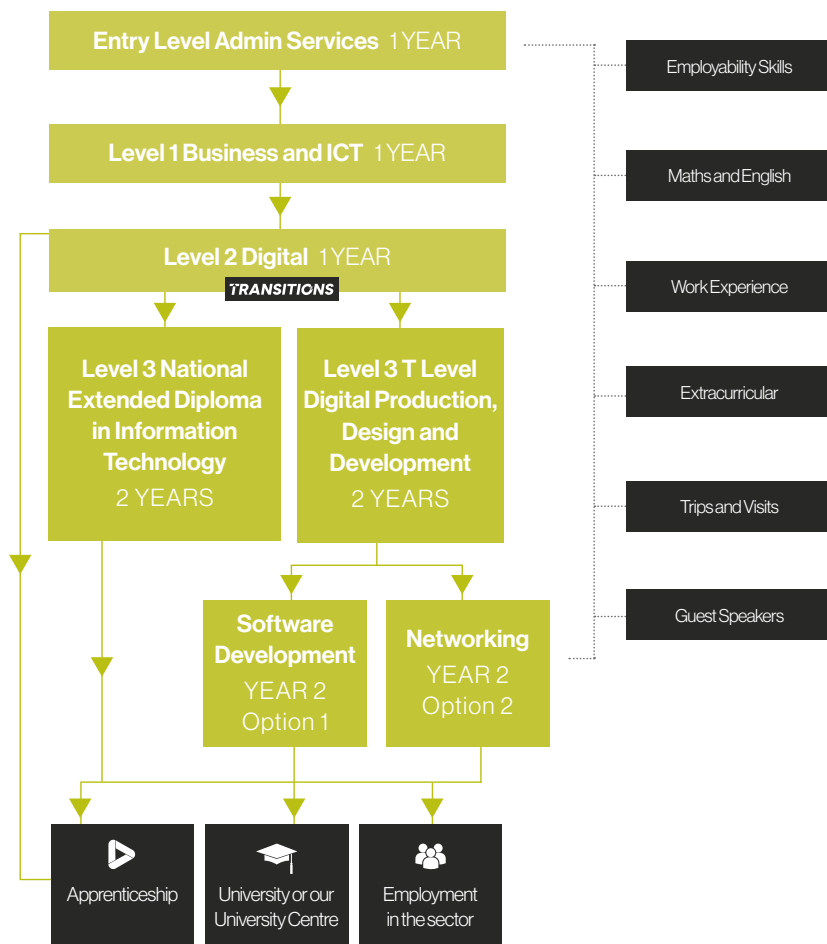 Entry Level Admin Services 1 YEAR
Level 1 Business and ICT 1 YEAR
Level 2 Digital 1 YEAR
TRANSITIONS
Level 3 National
Extended Diploma
in Information
Technology
2 YEARS
Level 3 T Level
Digital Production,
Design and
Development
2 YEARS
Software
Development
YEAR 2
Option 1
Networking
YEAR 2
Option 2
Apprenticeship
University or our
University Centre
Employment
in the sector
Employability Skills
Maths and English
Work Experience
Extracurricular
Trips and Visits
Guest Speakers